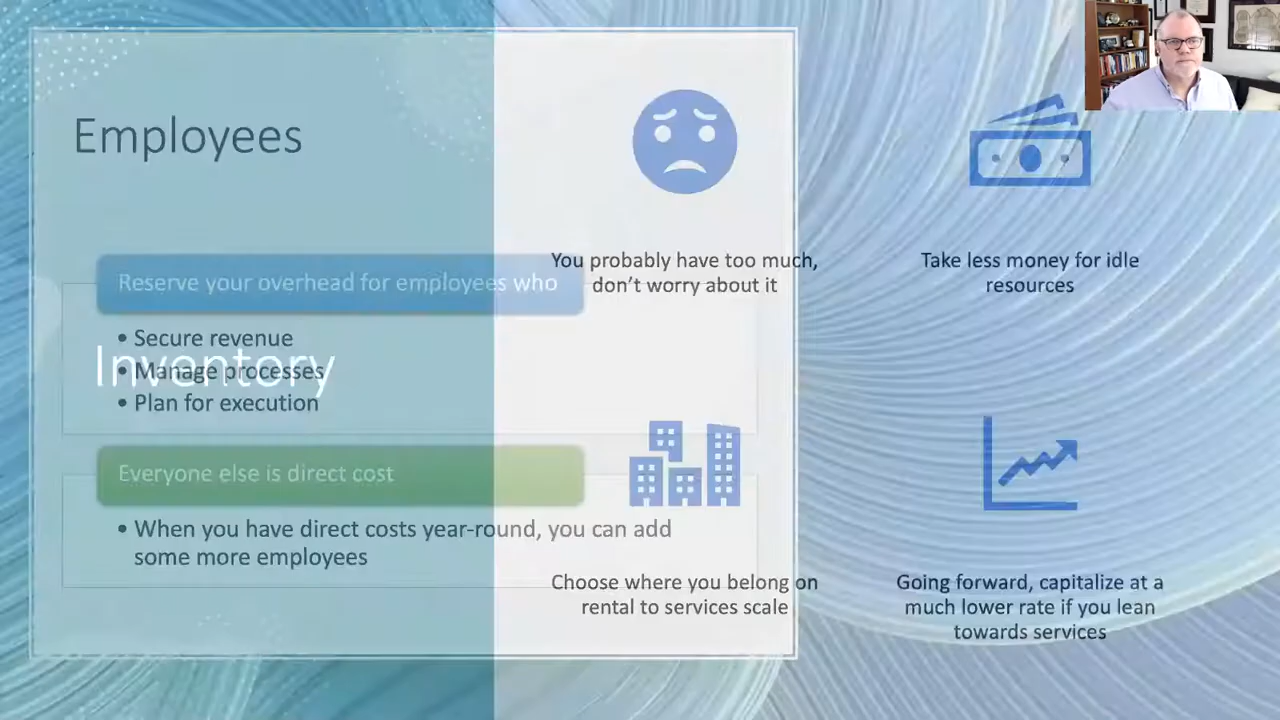 Employees
Reserve your overhead for employees who
• Secure revenue
• Manage processes
• Plan for execution
Everyone else is direct cost
• When you have direct costs year-round, you can add
some more employees
Inventory
You probably have too much,
don’t worry about it
Take less money for idle
resources
Choose where you belong on
rental to services scale
Going forward, capitalize at a
much lower rate if you lean
towards services